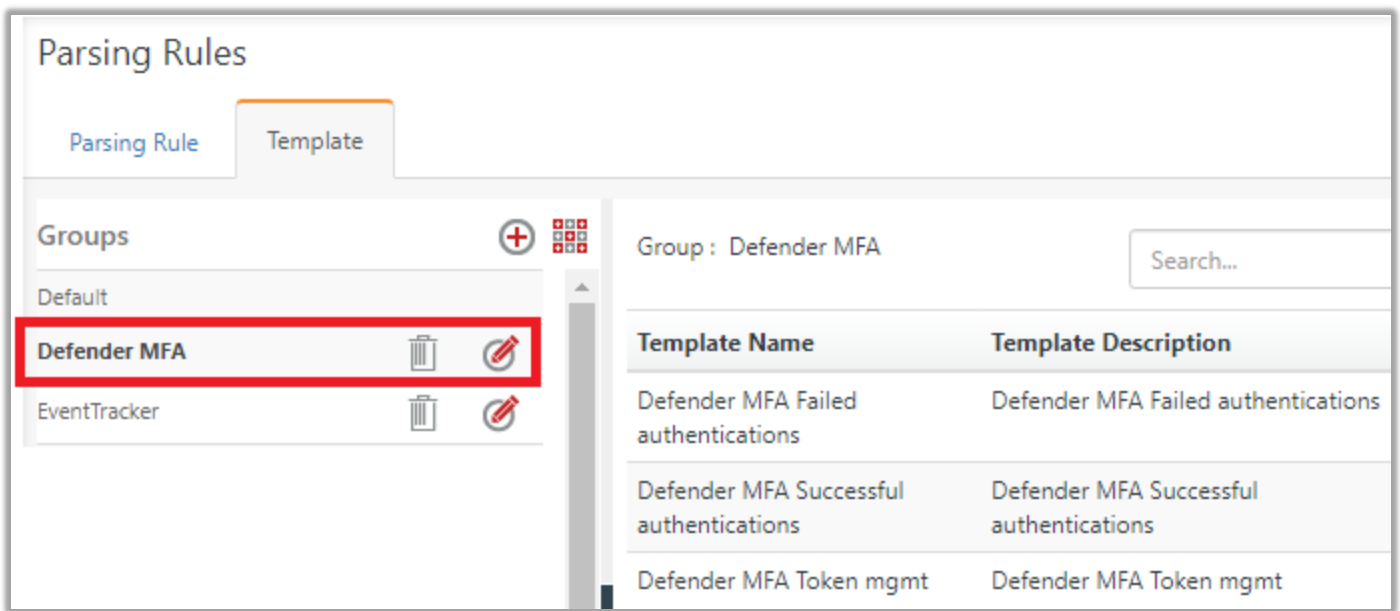 Parsing Rules
Parsing Rule
Template
Groups
Default
Defender MFA
EventTracker
Group : Defender MFA
Search...
Template Name
Template Description
Defender MFA Failed
authentications
Defender MFA Failed authentications
Defender MFA Successful
authentications
Defender MFA Successful
authentications
Defender MFA Token mgmt
Defender MFA Token mgmt